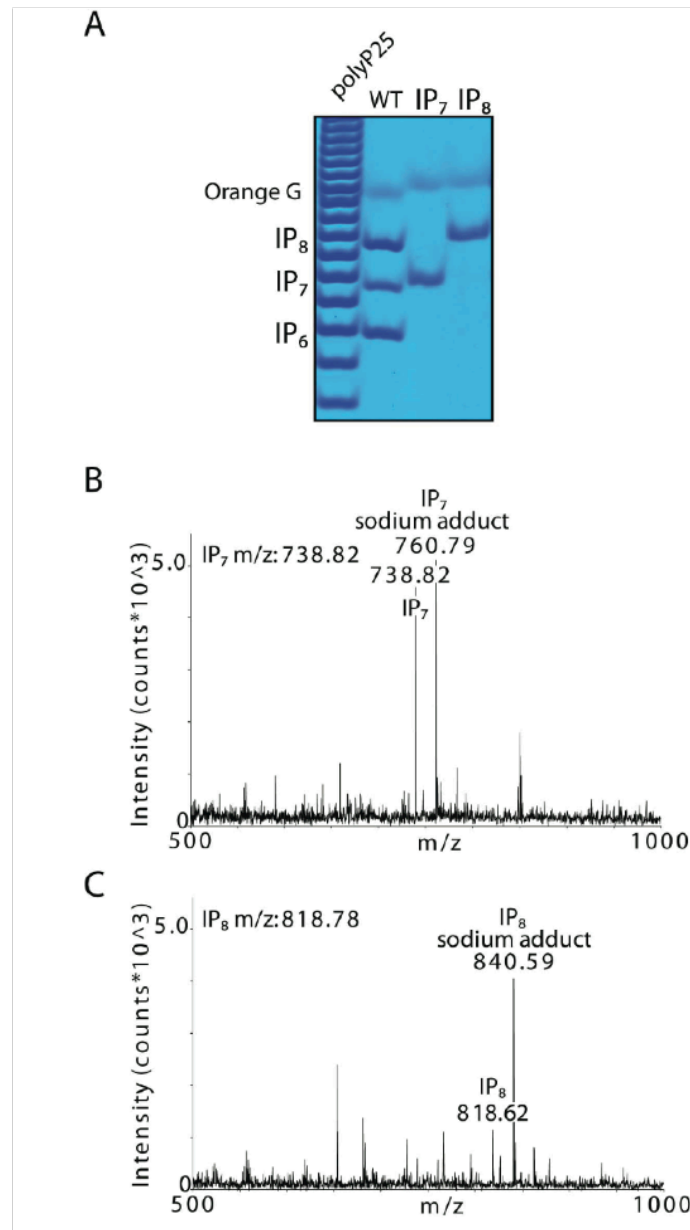 A
polyP25
WT IP₇ IP₈
Orange G
IP₈
IP₇
IP₆
B
IP₇
sodium adduct
760.79
IP₇ m/z:738.82
738.82
IP₇
5.0
Intensity (counts*10^3)
0
500 m/z 1000
C
IP₈ m/z:818.78
IP₈
sodium adduct
840.59
5.0
Intensity (counts*10^3)
IP₈
818.62
0
500 m/z 1000